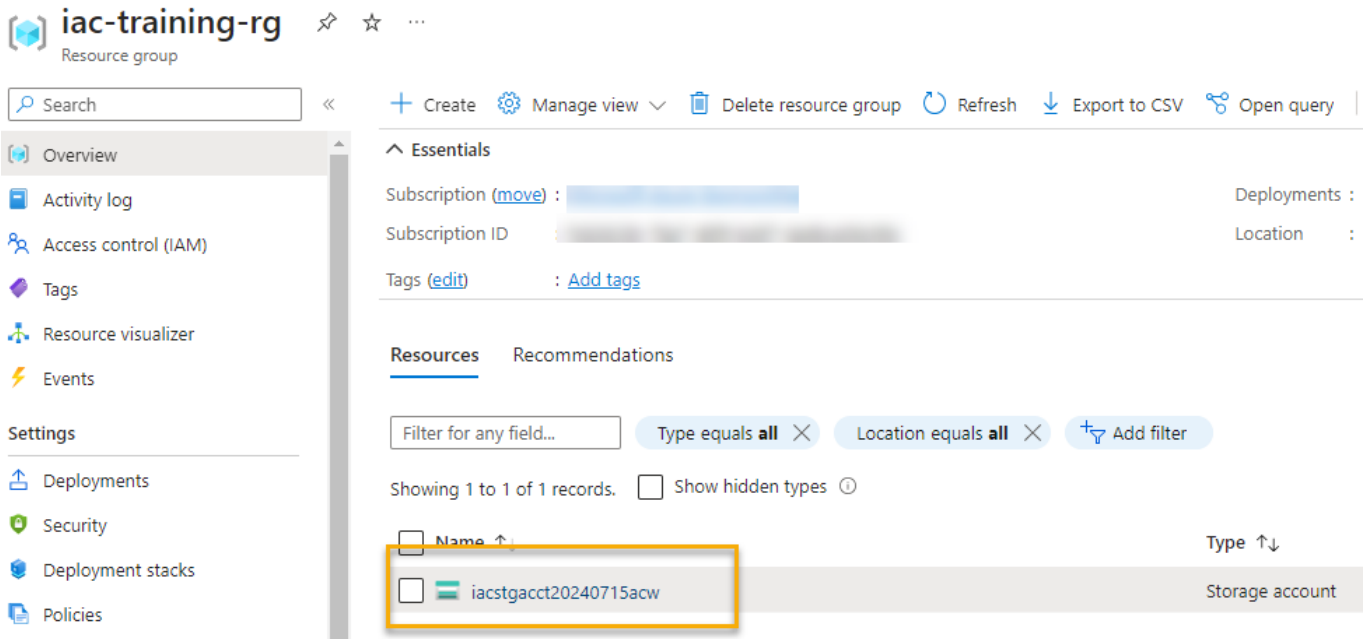 iac-training-rg
Resource group
Search
Create Manage view Delete resource group Refresh Export to CSV Open query
Overview
Activity log
Access control (IAM)
Tags
Resource visualizer
Events
Settings
Deployments
Security
Deployment stacks
Policies
Essentials
Subscription (move) :
Deployments :
Subscription ID :
Location :
Tags (edit) : Add tags
Resources Recommendations
Filter for any field... Type equals all Location equals all Add filter
Showing 1 to 1 of 1 records. Show hidden types
Name Type
iacstgacct20240715acw Storage account